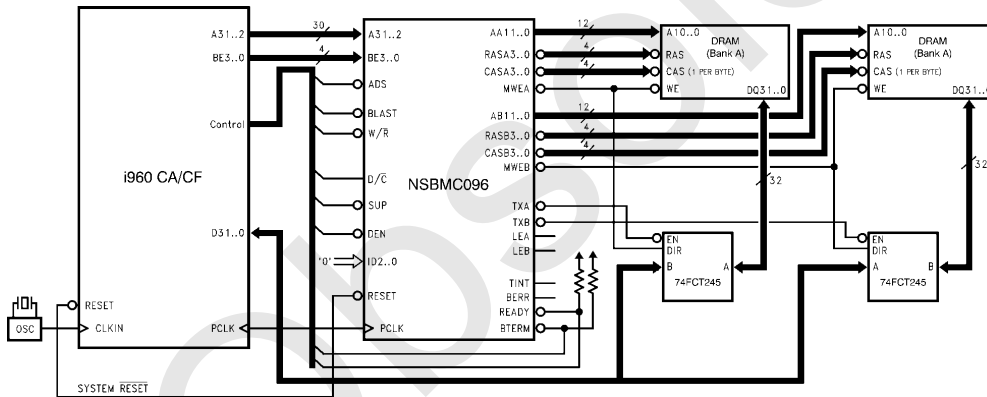 30
12
A31..2
A31..2
AA11..0
A10..0
DRAM
(Bank A)
A10..0
DRAM
(Bank A)
4
4
BE3..0
BE3..0
RASA3..0
RAS
RAS
4
ADS
CASA3..0
CAS (1 PER BYTE)
CAS (1 PER BYTE)
MWEA
WE
DQ31..0
WE
DQ31..0
12
BLAST
AB11..0
4
Control
W/R̅
RASB3..0
4
CASB3..0
MWEB
32
32
i960 CA/CF
D/C̅
NSBMC096
SUP
TXA
D31..0
DEN
TXB
EN
EN
LEA
DIR
DIR
LEB
'0'
ID2..0
B
A
A
B
TINT
74FCT245
74FCT245
RESET
RESET
BERR
READY
OSC
CLKIN
PCLK
PCLK
BTERM
SYSTEM R̅E̅S̅E̅T̅
Obsole